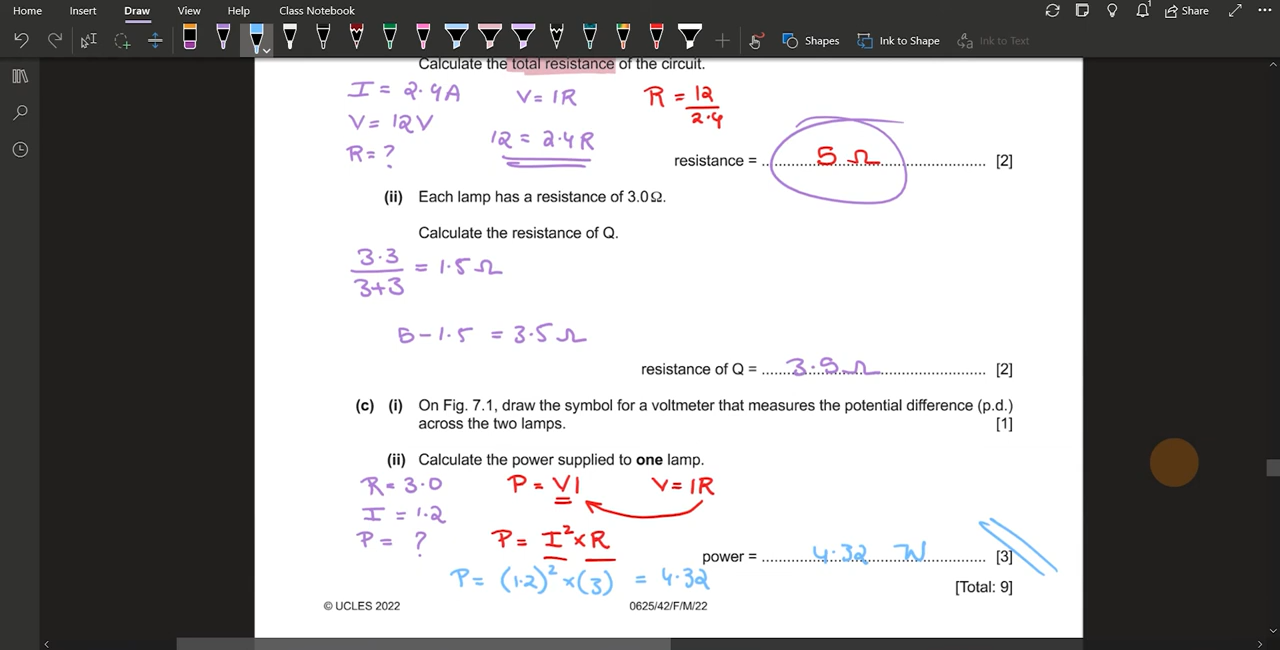 Home Insert Draw View Help Class Notebook Share
Shapes Ink to Shape Ink to Text
Calculate the total resistance of the circuit.
I = 2.4A V = IR R = 12/2.4
V = 12V
R = ? 12 = 2.4R
resistance = 5 Ω [2]
(ii) Each lamp has a resistance of 3.0 Ω.
Calculate the resistance of Q.
3.3/3+3 = 1.5 Ω
5 - 1.5 = 3.5 Ω
resistance of Q = 3.5 Ω [2]
(c) (i) On Fig. 7.1, draw the symbol for a voltmeter that measures the potential difference (p.d.)
across the two lamps. [1]
(ii) Calculate the power supplied to one lamp.
R = 3.0 P = VI V = IR
I = 1.2
P = ? P = I² × R
power = 4.32 W [3]
P = (1.2)² × (3) = 4.32
[Total: 9]
© UCLES 2022 0625/42/F/M/22